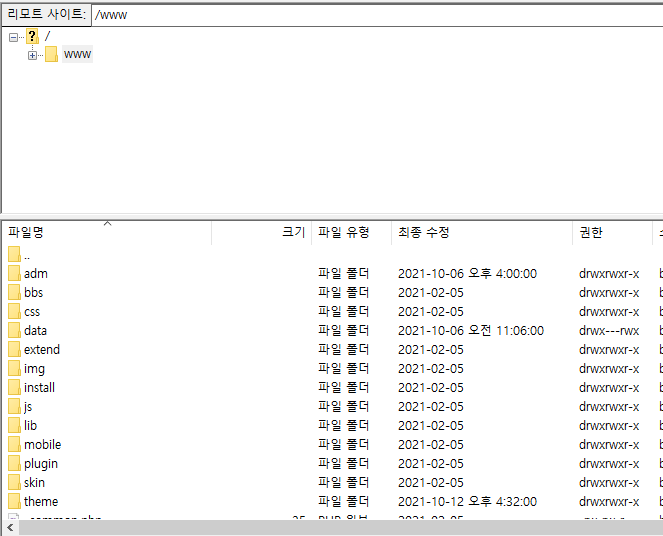 리모트 사이트: /www
? /
www
파일명 크기 파일 유형 최종 수정 권한
..
adm 파일 폴더 2021-10-06 오후 4:00:00 drwxrwxr-x
bbs 파일 폴더 2021-02-05 drwxrwxr-x
css 파일 폴더 2021-02-05 drwxrwxr-x
data 파일 폴더 2021-10-06 오전 11:06:00 drwx---rwx
extend 파일 폴더 2021-02-05 drwxrwxr-x
img 파일 폴더 2021-02-05 drwxrwxr-x
install 파일 폴더 2021-02-05 drwxrwxr-x
js 파일 폴더 2021-02-05 drwxrwxr-x
lib 파일 폴더 2021-02-05 drwxrwxr-x
mobile 파일 폴더 2021-02-05 drwxrwxr-x
plugin 파일 폴더 2021-02-05 drwxrwxr-x
skin 파일 폴더 2021-02-05 drwxrwxr-x
theme 파일 폴더 2021-10-12 오후 4:32:00 drwxrwxr-x